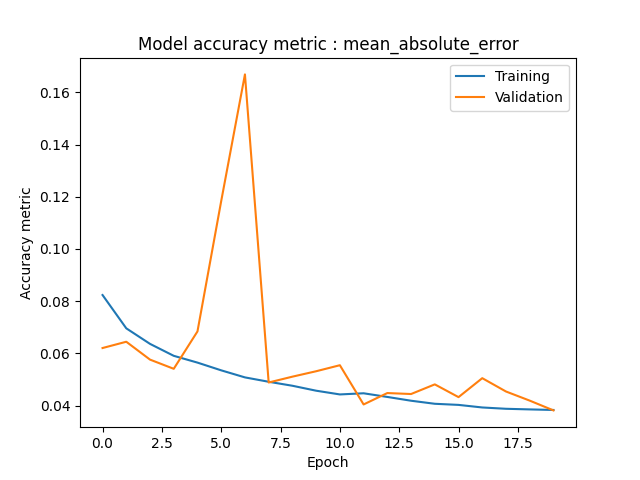 Model accuracy metric : mean_absolute_error
Training
Validation
0.16
0.14
0.12
0.10
0.08
0.06
0.04
Accuracy metric
0.0 2.5 5.0 7.5 10.0 12.5 15.0 17.5
Epoch